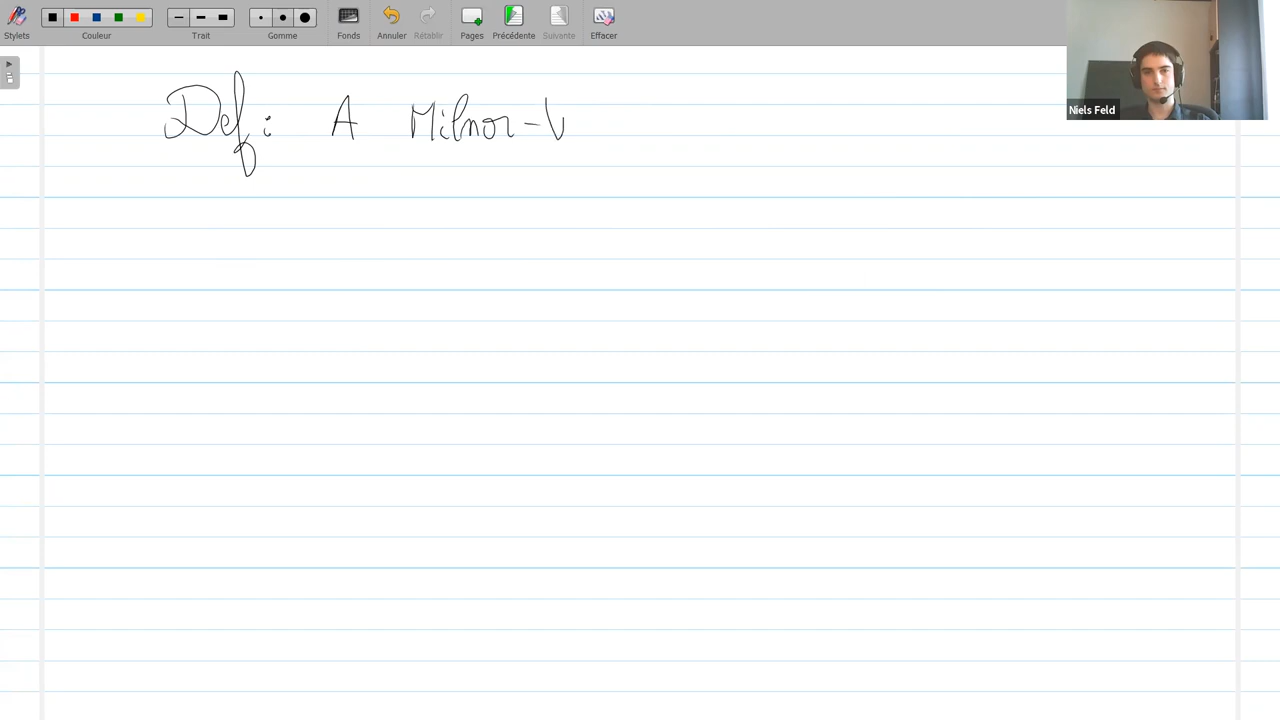 Stylets Couleur Trait Gomme Fonds Annuler Rétablir Pages Précédente Suivante Effacer
Niels Feld
Def: A Milnor-